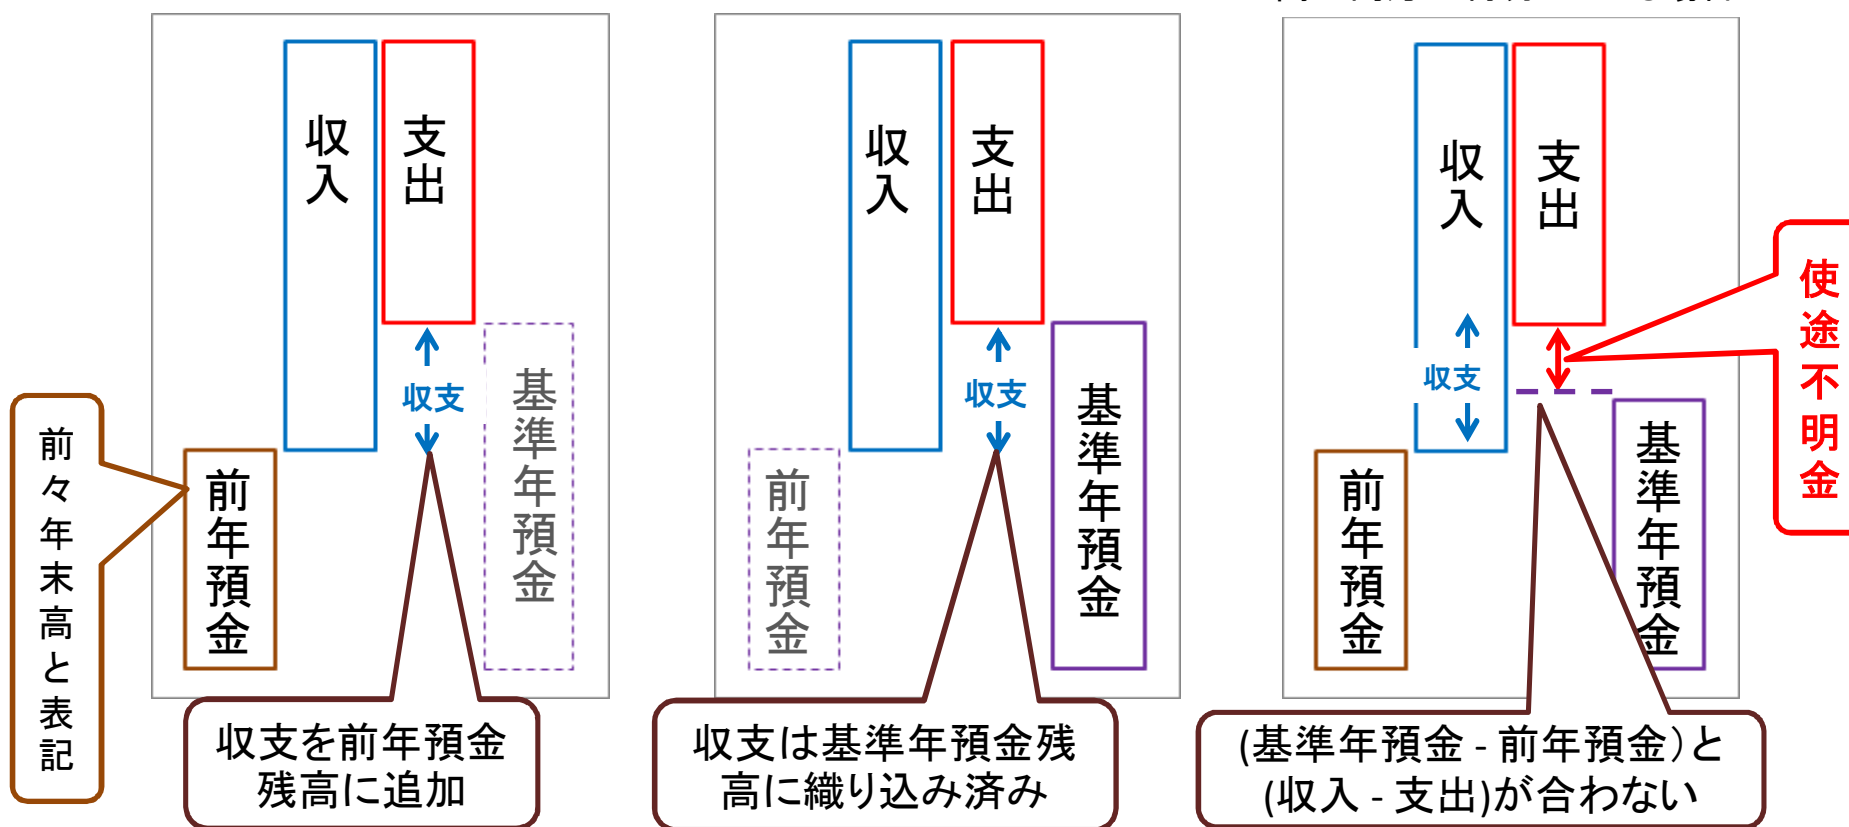 収入
支出
収支
基準年預金
前年預金
前々年末高と表記
収支を前年預金
残高に追加
収入
支出
収支
基準年預金
前年預金
収支は基準年預金残
高に織り込み済み
収入
支出
収支
使途不明金
前年預金
基準年預金
(基準年預金 - 前年預金）と
(収入 - 支出)が合わない